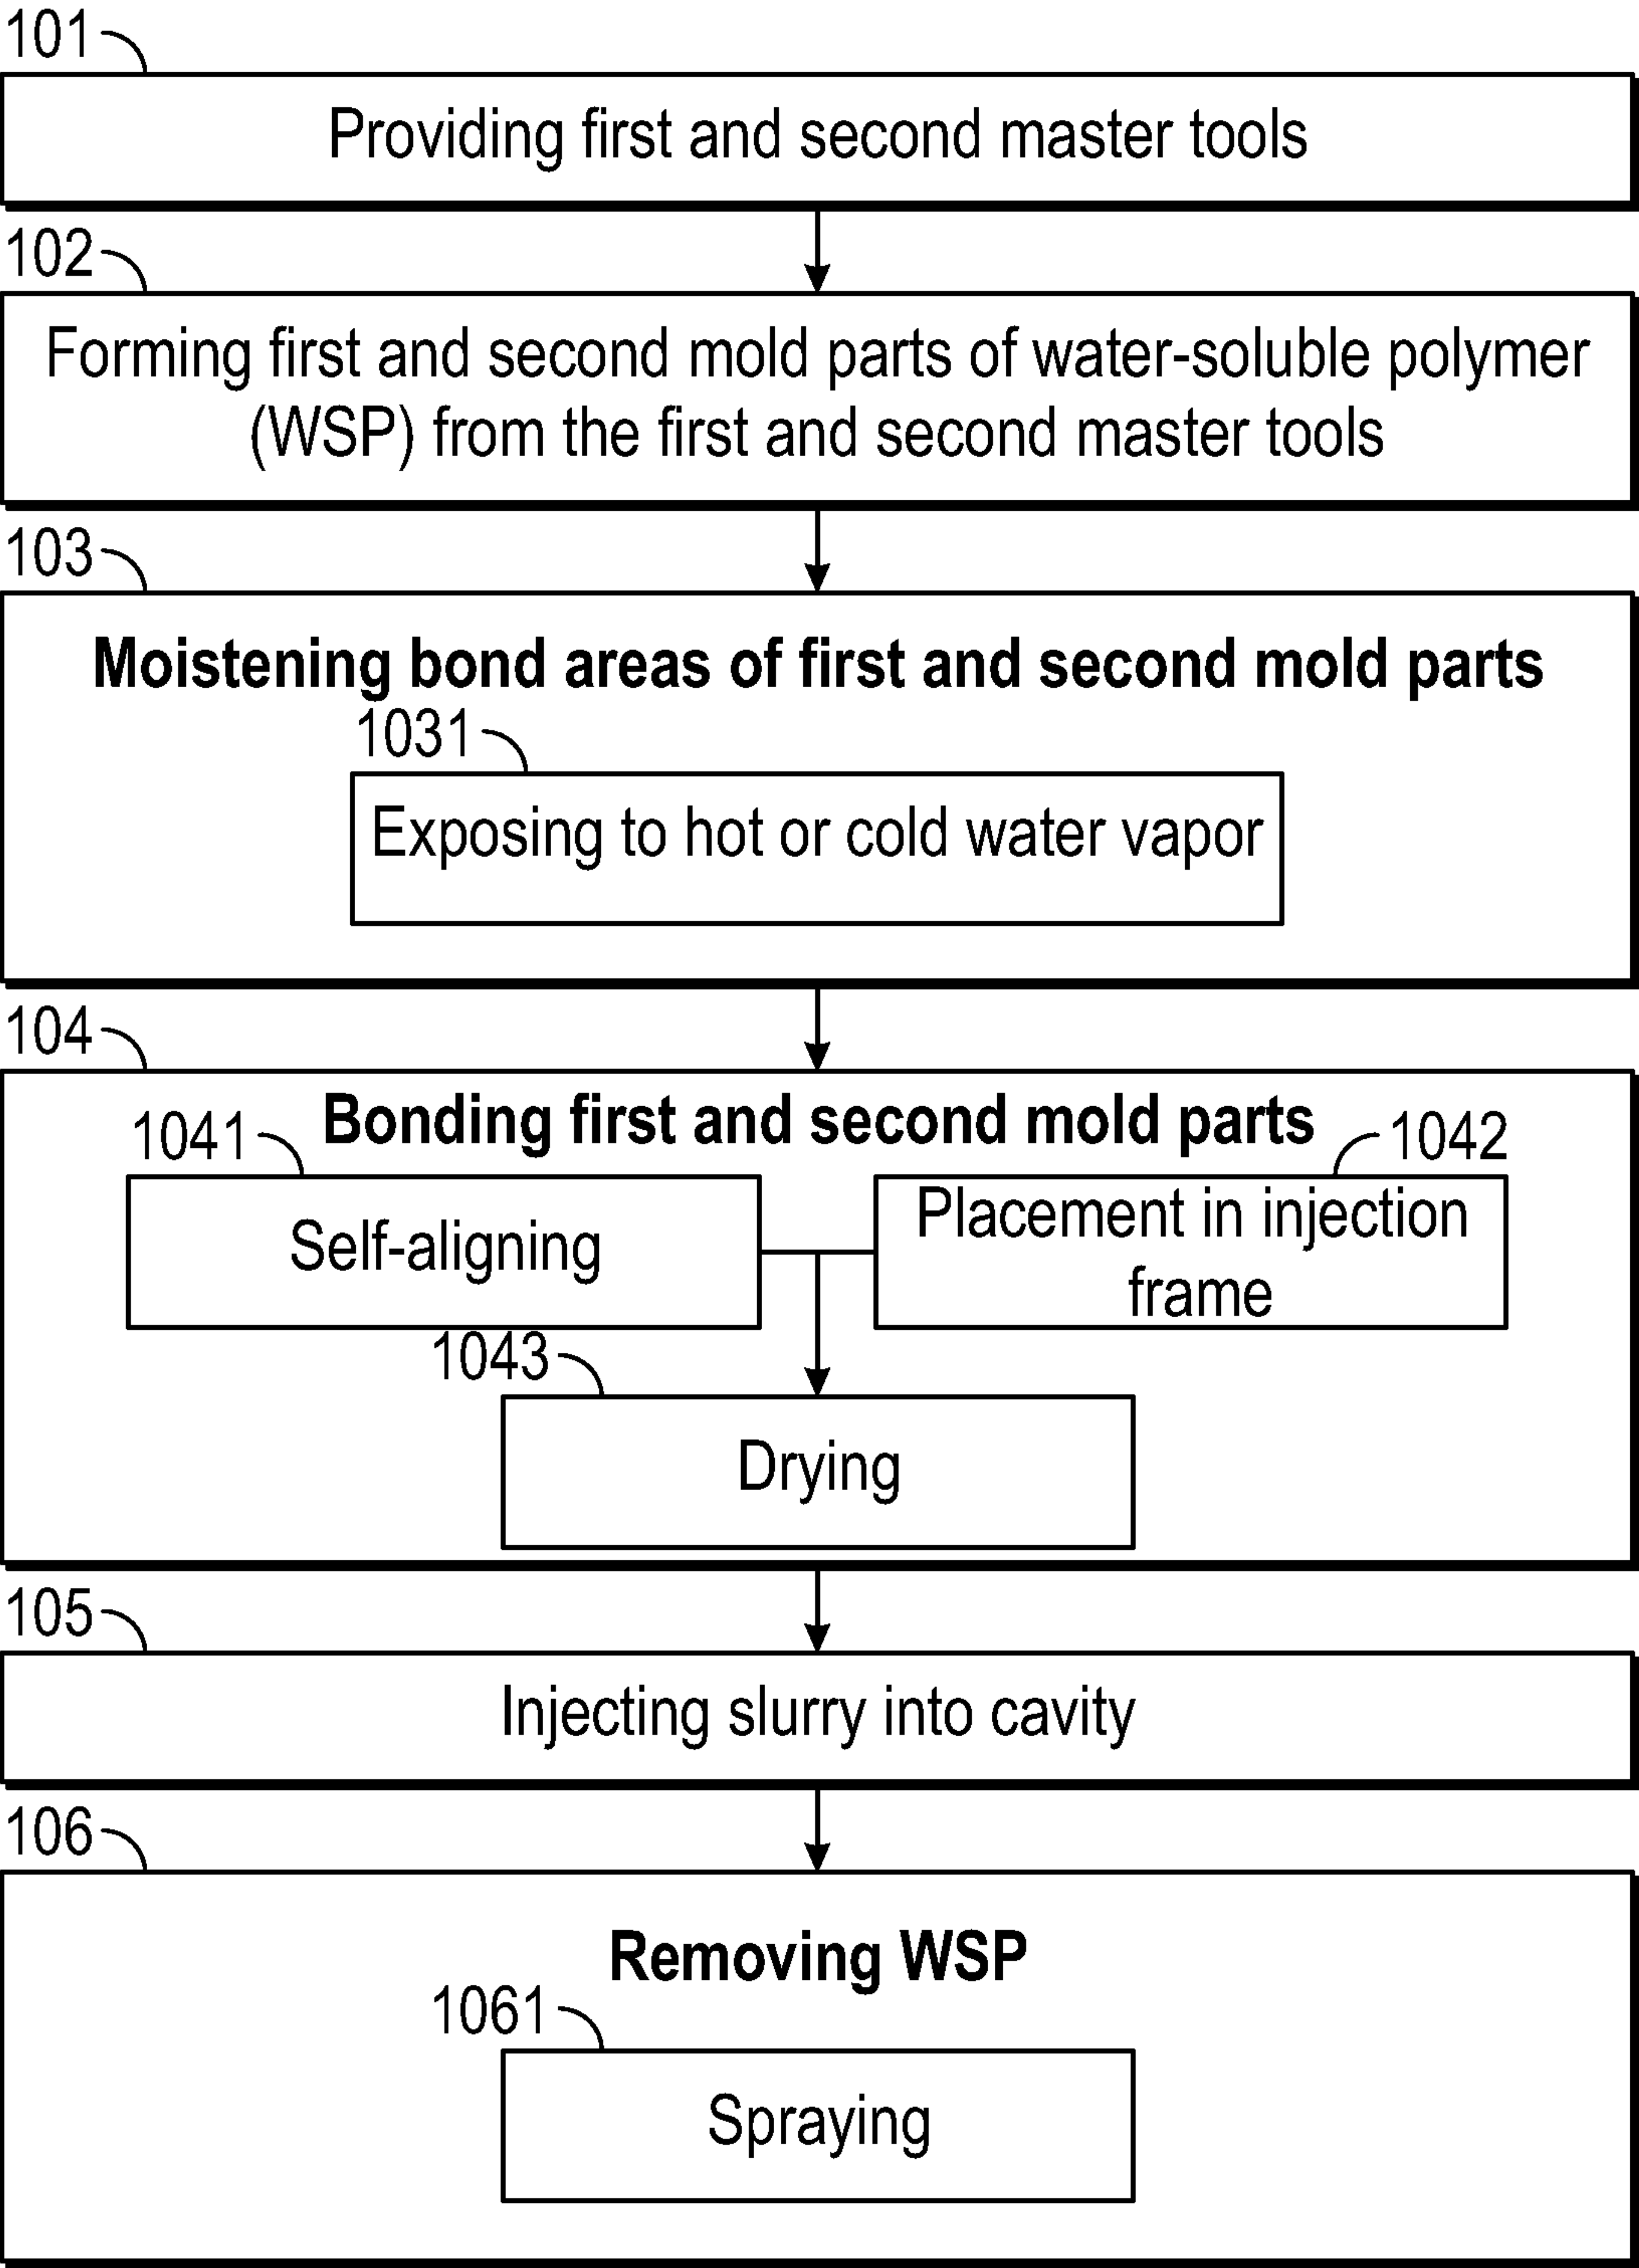 101
Providing first and second master tools
102
Forming first and second mold parts of water-soluble polymer
(WSP) from the first and second master tools
103
Moistening bond areas of first and second mold parts
1031
Exposing to hot or cold water vapor
104
Bonding first and second mold parts
1041
Self-aligning
1042
Placement in injection
frame
1043
Drying
105
Injecting slurry into cavity
106
Removing WSP
1061
Spraying